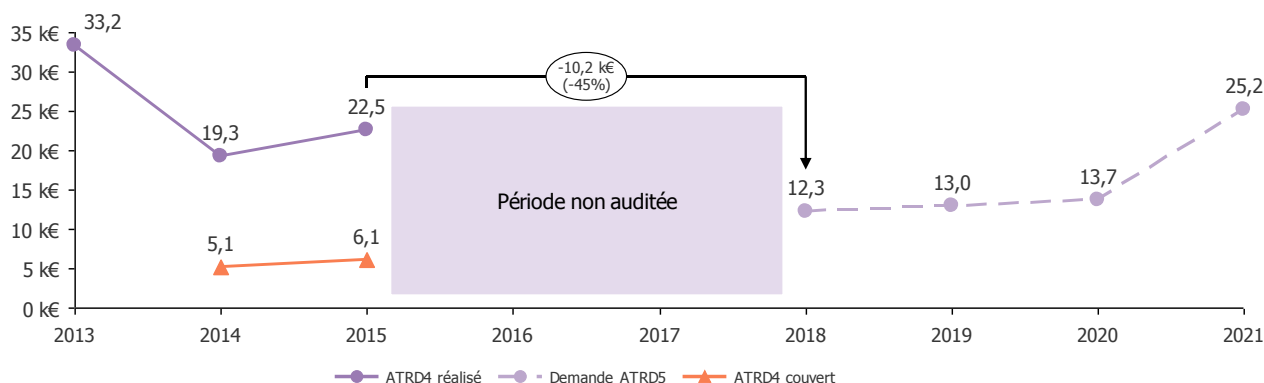 35 k€
33,2
30 k€
25 k€
20 k€
15 k€
10 k€
5 k€
0 k€
19,3
22,5
5,1
6,1
-10,2 k€
(-45%)
Période non auditée
12,3
13,0
13,7
25,2
2013 2014 2015 2016 2017 2018 2019 2020 2021
ATRD4 réalisé Demande ATRD5 ATRD4 couvert